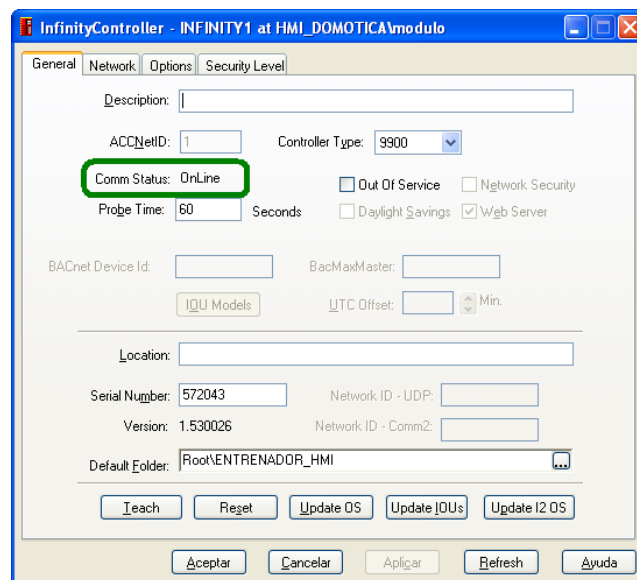 InfinityController - INFINITY1 at HMI_DOMOTICA\modulo
General Network Options Security Level
Description:
ACCNetID: 1 Controller Type: 9900
Comm Status: OnLine Out Of Service Network Security
Probe Time: 60 Seconds Daylight Savings Web Server
BACnet Device Id: BacMaxMaster:
IOU Models UTC Offset: Min.
Location:
Serial Number: 572043 Network ID - UDP:
Version: 1.530026 Network ID - Comm2:
Default Folder: Root\ENTRENADOR_HMI ...
Teach Reset Update OS Update IOUs Update I2 OS
Aceptar Cancelar Aplicar Refresh Ayuda